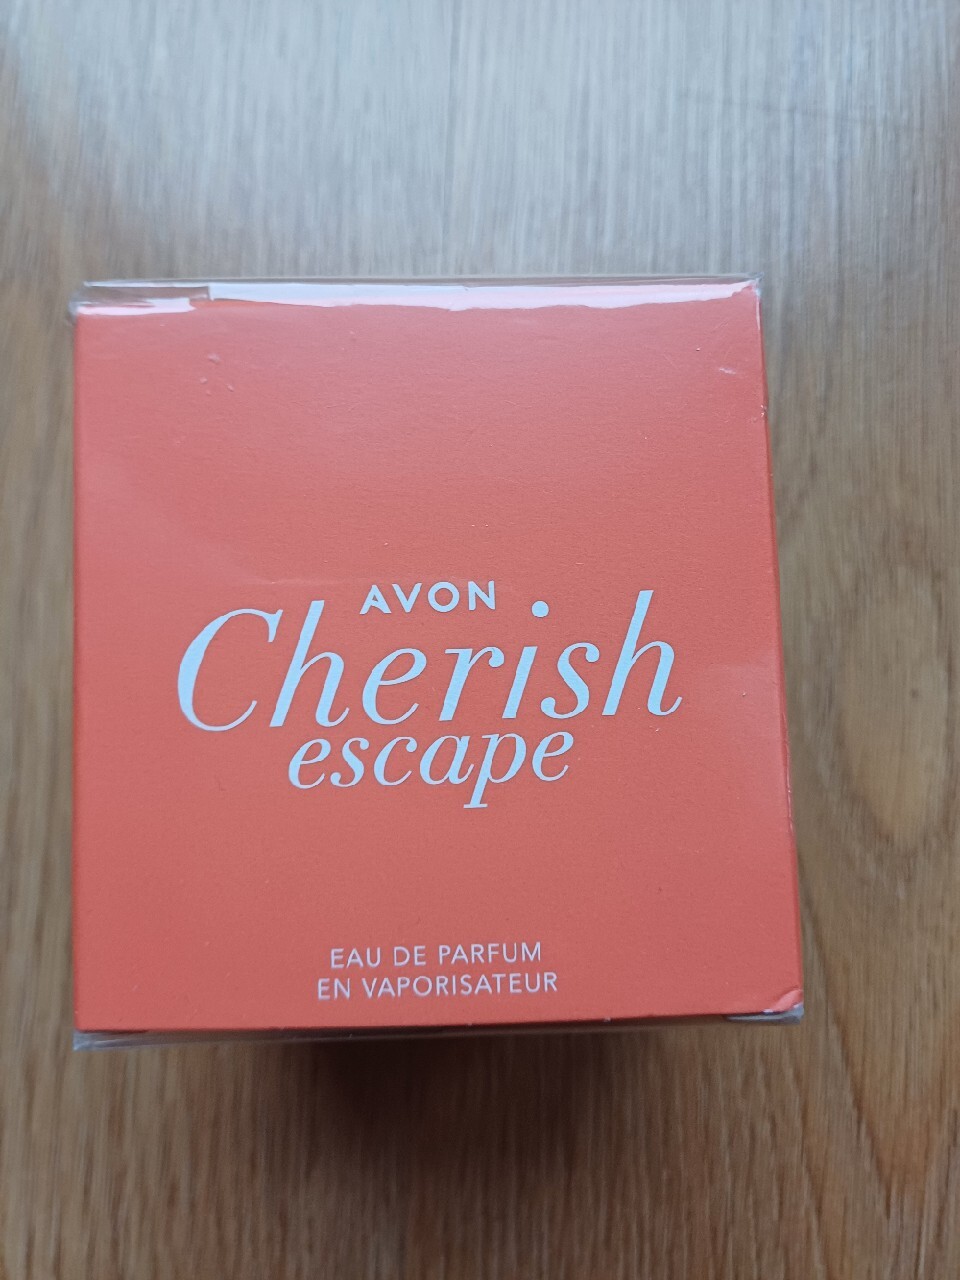 AVON
Cherish
escape
EAU DE PARFUM
EN VAPORISATEUR